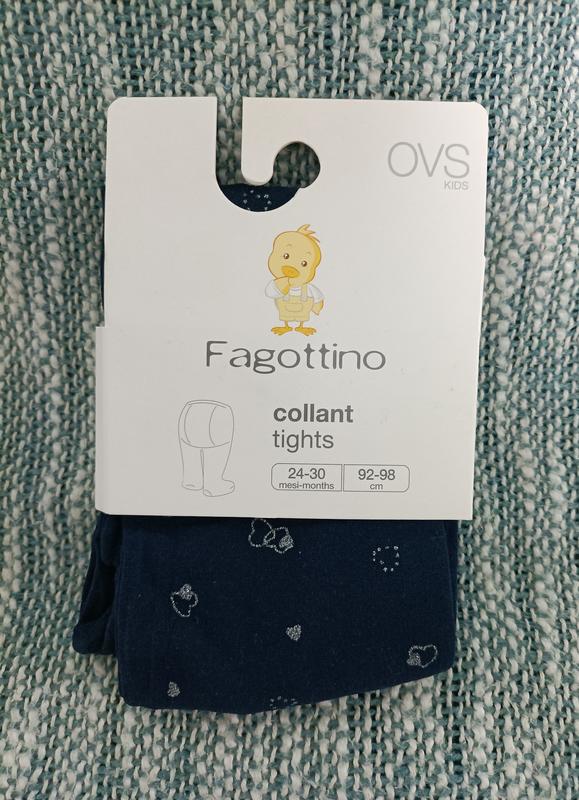 OVS
KIDS
Fagottino
collant
tights
24-30
mesi-months
92-98
cm